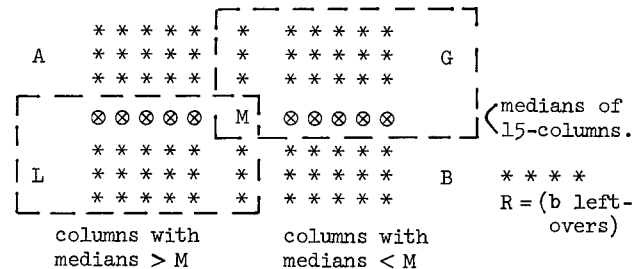 * * * * * * * * * * *
A * * * * * * * * * * * G
* * * * * * * * * * *
⊗ ⊗ ⊗ ⊗ ⊗ M ⊗ ⊗ ⊗ ⊗ ⊗
medians of
15-columns.
* * * * * * * * * * *
L * * * * * * * * * * * B
* * * * * * * * * * *
* * * *
R = (b left-
overs)
columns with
medians > M
columns with
medians < M